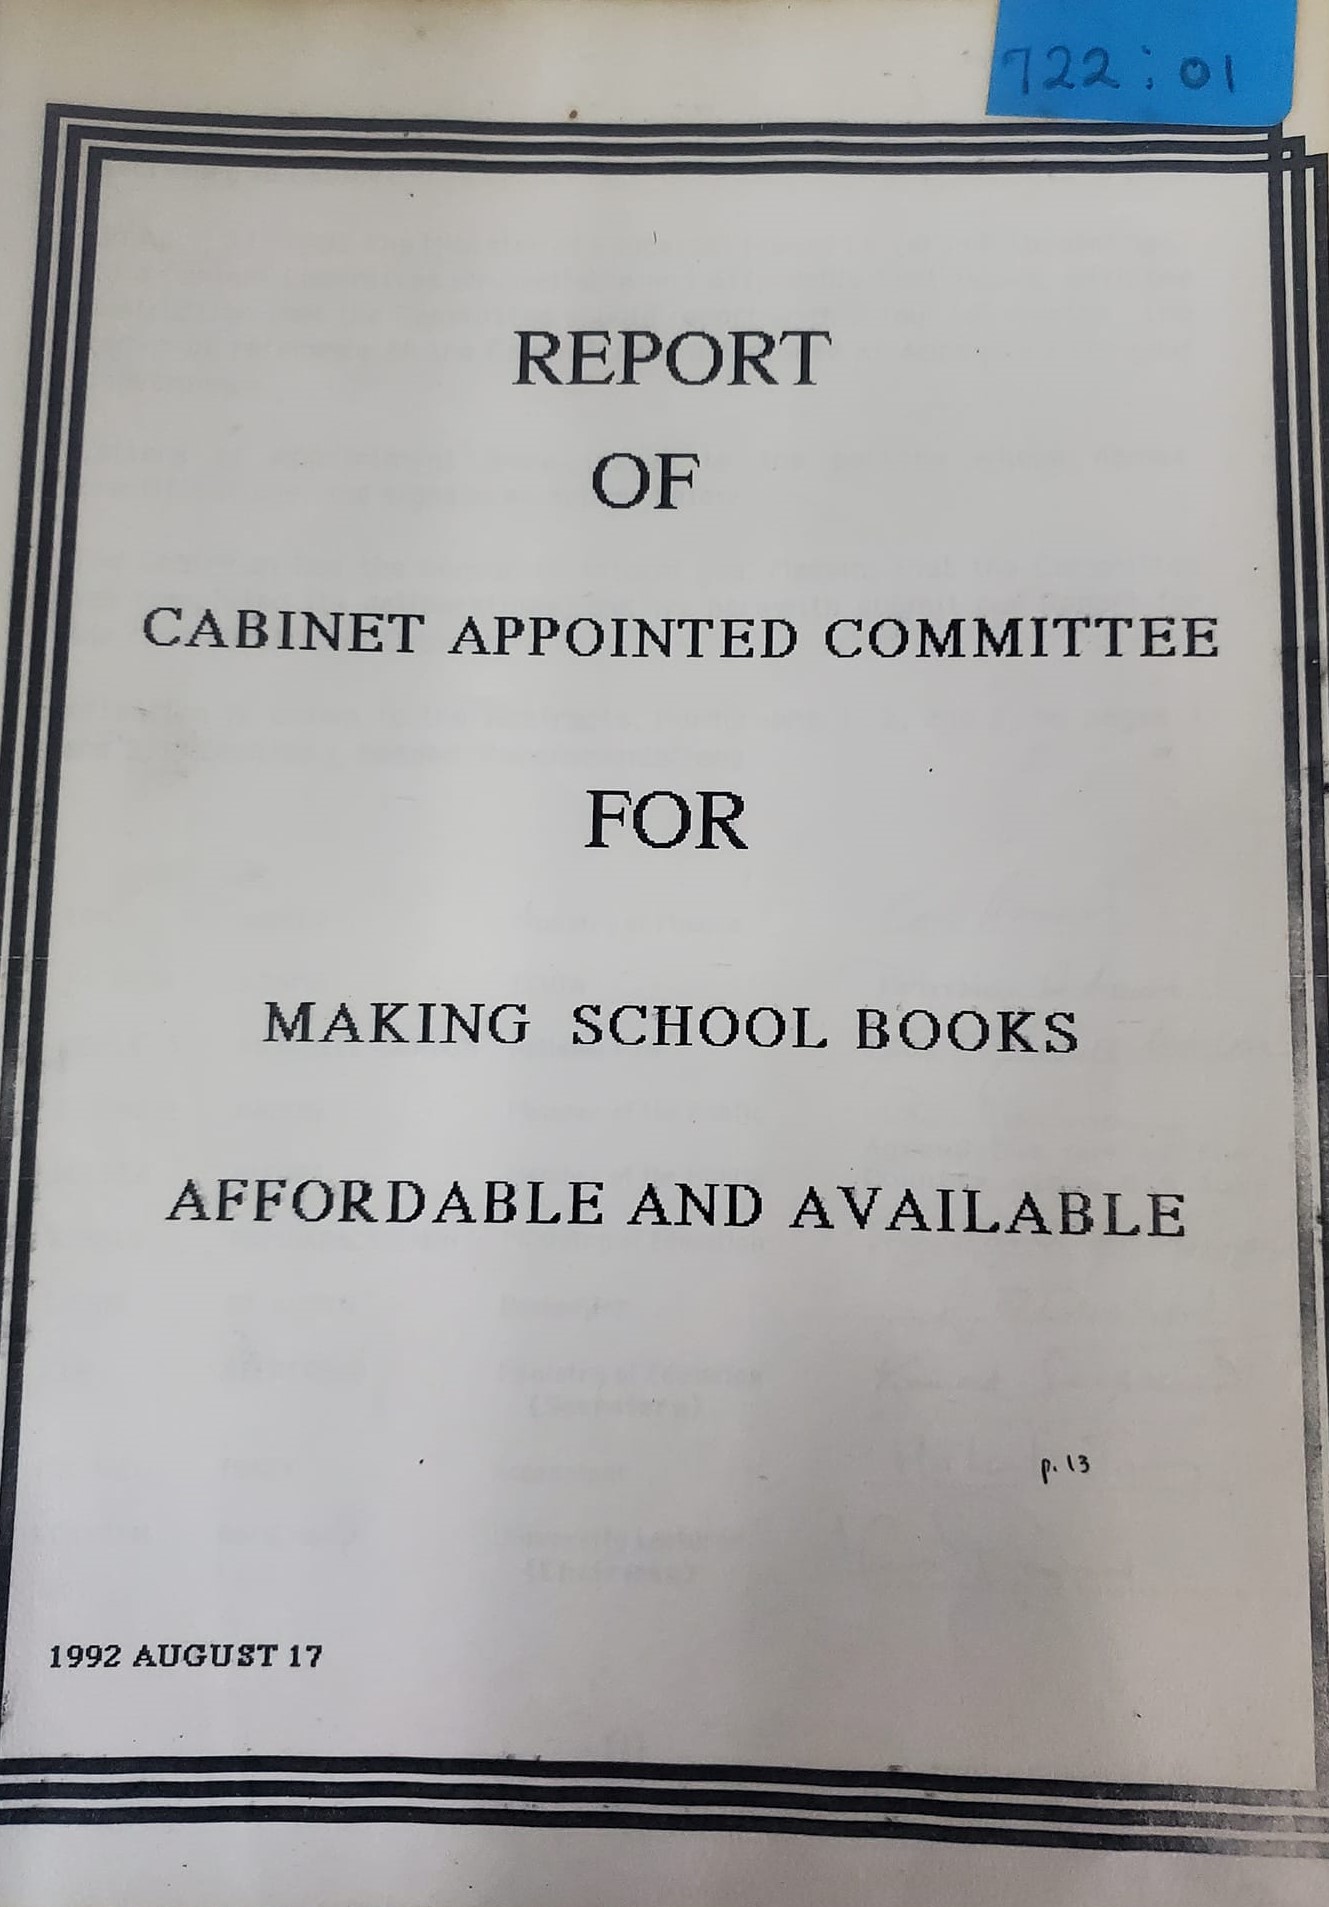 722:01
REPORT
OF
CABINET APPOINTED COMMITTEE
FOR
MAKING SCHOOL BOOKS
AFFORDABLE AND AVAILABLE
p.13
1992 AUGUST 17